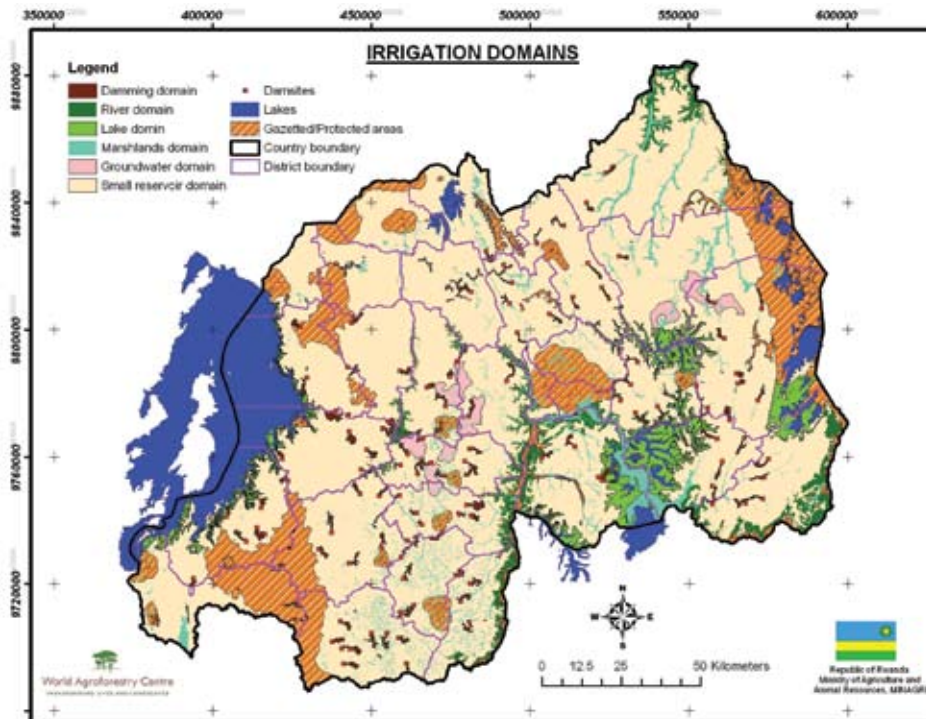 350000 400000 450000 500000 550000 600000
IRRIGATION DOMAINS
Legend
Damming domain
River domain
Lake domin
Marshlands domain
Groundwater domain
Small reservoir domain
Damsites
Lakes
Gazetted/Protected areas
Country boundary
District boundary
9880000
9840000
9800000
9760000
9720000
N
W E
S
0 12.5 25 50 Kilometers
World Agroforestry Centre
Republic of Rwanda
Ministry of Agriculture and
Animal Resources, MINAGRI